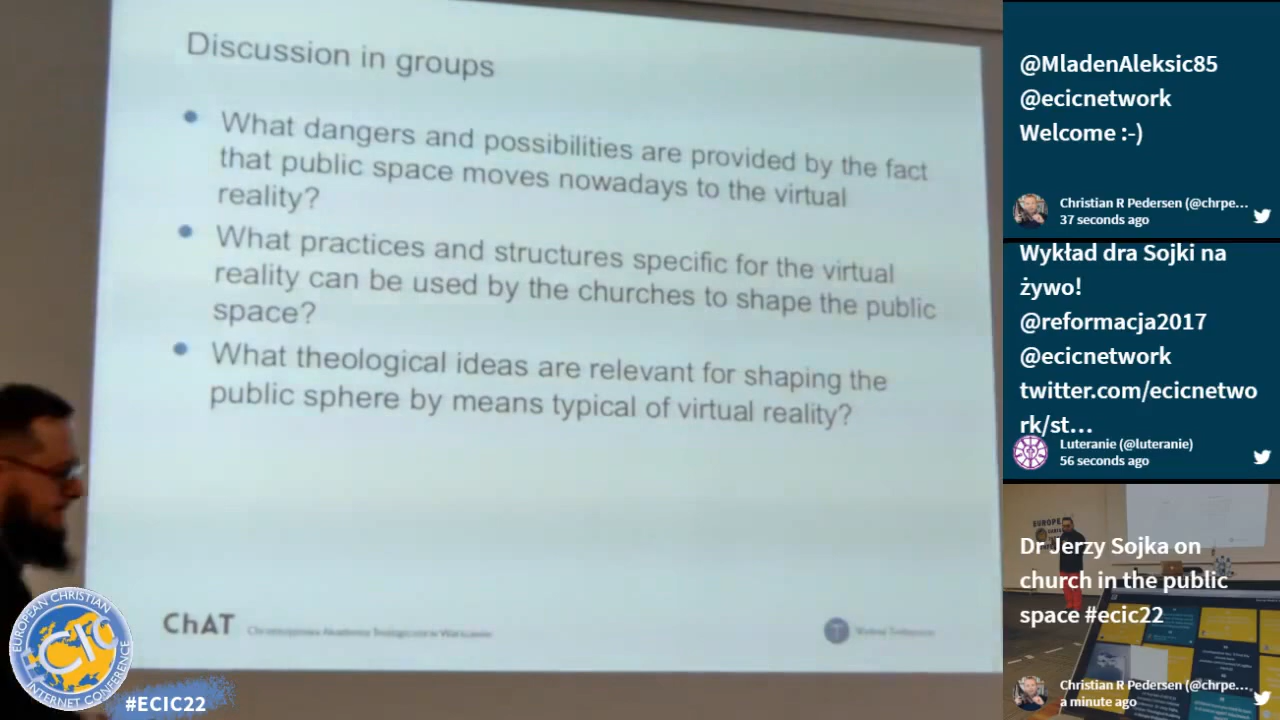 Discussion in groups
What dangers and possibilities are provided by the fact
that public space moves nowadays to the virtual
reality?
What practices and structures specific for the virtual
reality can be used by the churches to shape the public
space?
What theological ideas are relevant for shaping the
public sphere by means typical of virtual reality?
ChAT
EUROPEAN CHRISTIAN
CIC
INTERNET CONFERENCE
#ECIC22
@MladenAleksic85
@ecicnetwork
Welcome :-)
Christian R Pedersen (@chrpe...
37 seconds ago
Wykład dra Sojki na
żywo!
@reformacja2017
@ecicnetwork
twitter.com/ecicnetwo
rk/st...
Luteranie (@luteranie)
56 seconds ago
Dr Jerzy Sojka on
church in the public
space #ecic22
Christian R Pedersen (@chrpe...
a minute ago